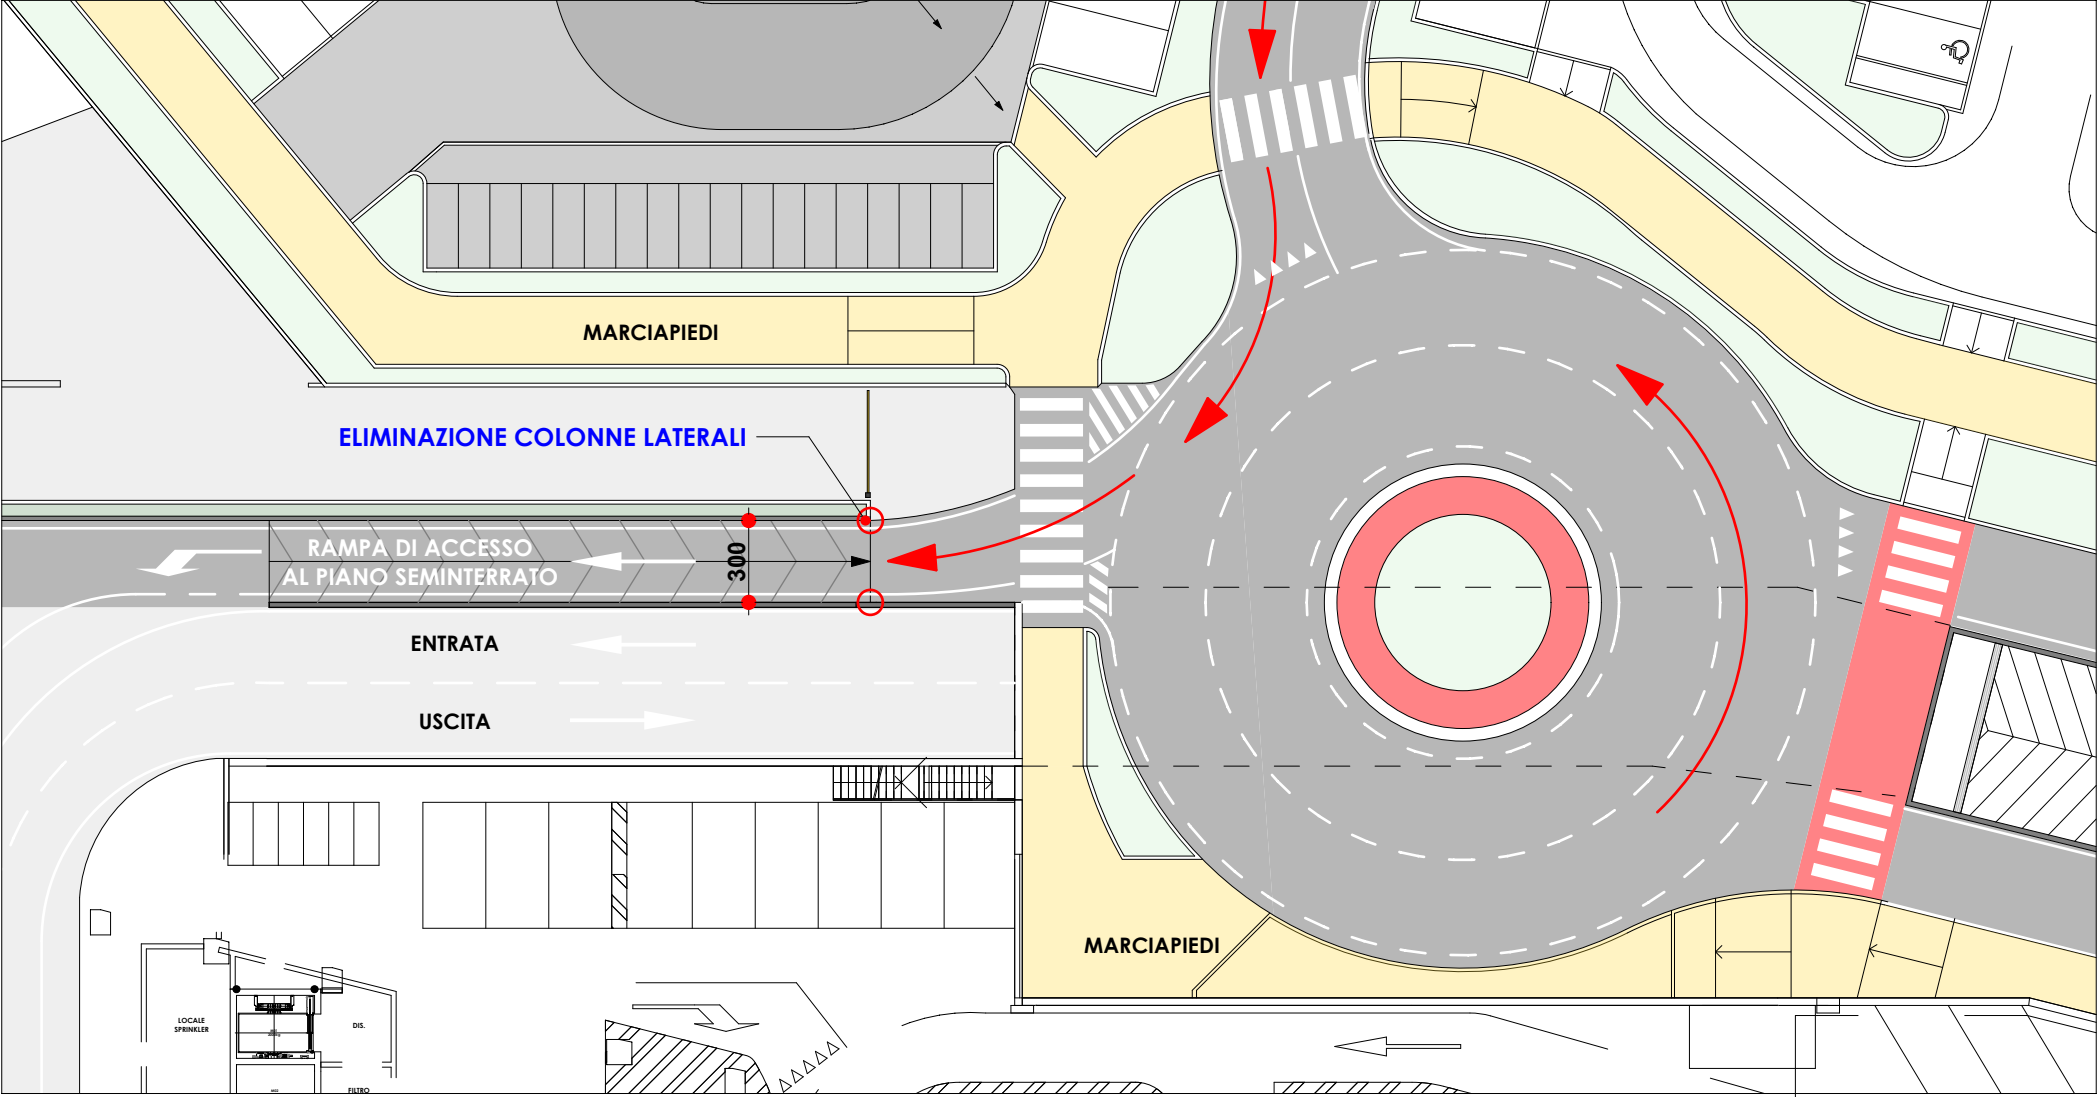 MARCIAPIEDI
ELIMINAZIONE COLONNE LATERALI
RAMPA DI ACCESSO
AL PIANO SEMINTERRATO
300
ENTRATA
USCITA
MARCIAPIEDI
LOCALE
SPRINKLER
DIS.
FILTRO